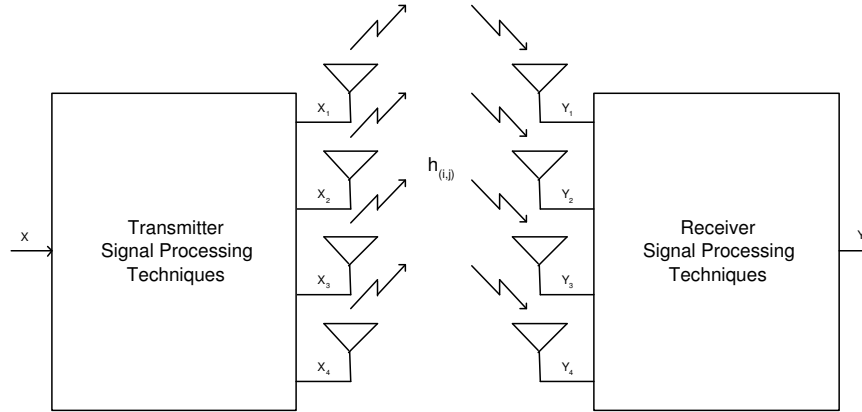 X
Transmitter
Signal Processing
Techniques
X₁
X₂
X₃
X₄
h₍ᵢ,ⱼ₎
Y₁
Y₂
Y₃
Y₄
Receiver
Signal Processing
Techniques
Y